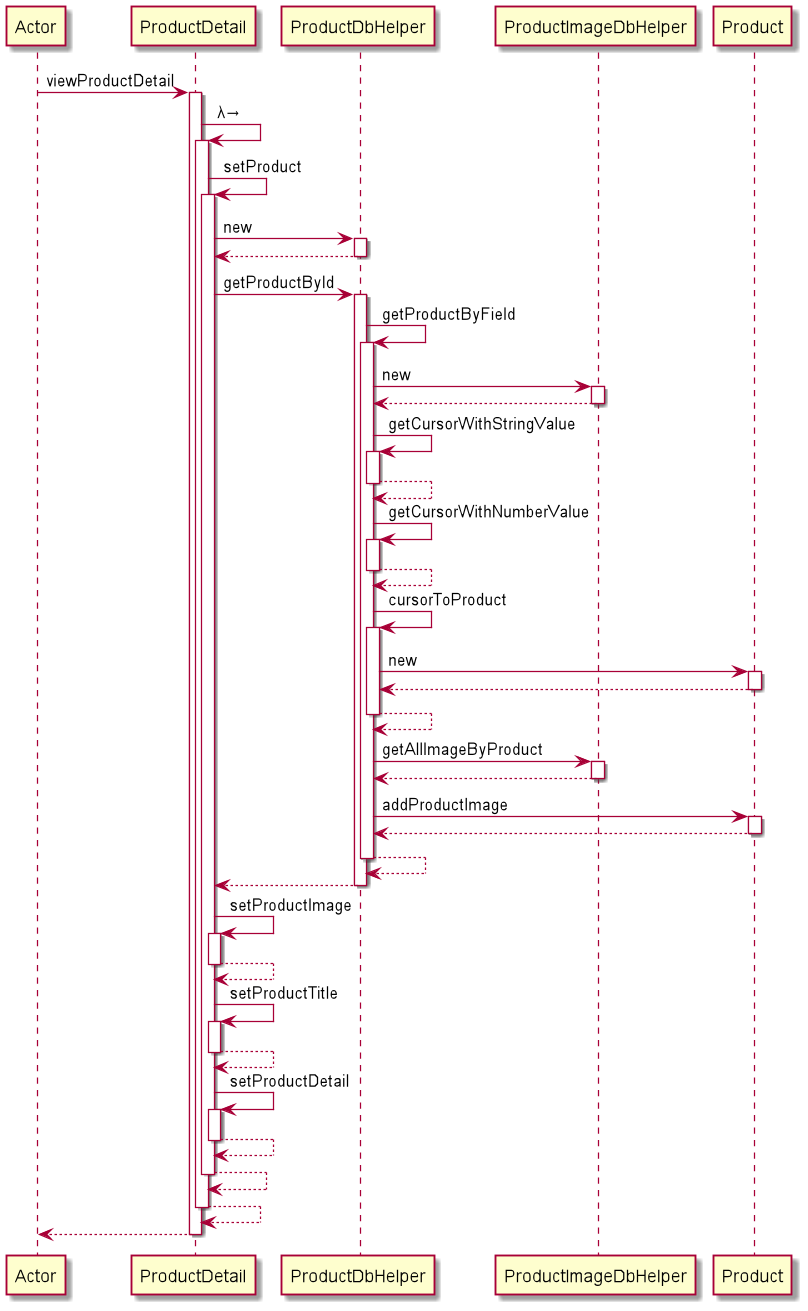 Actor ProductDetail ProductDbHelper ProductImageDbHelper Product
viewProductDetail
λ→
setProduct
new
getProductById
getProductByField
new
getCursorWithStringValue
getCursorWithNumberValue
cursorToProduct
new
getAllImageByProduct
addProductImage
setProductImage
setProductTitle
setProductDetail
Actor ProductDetail ProductDbHelper ProductImageDbHelper Product